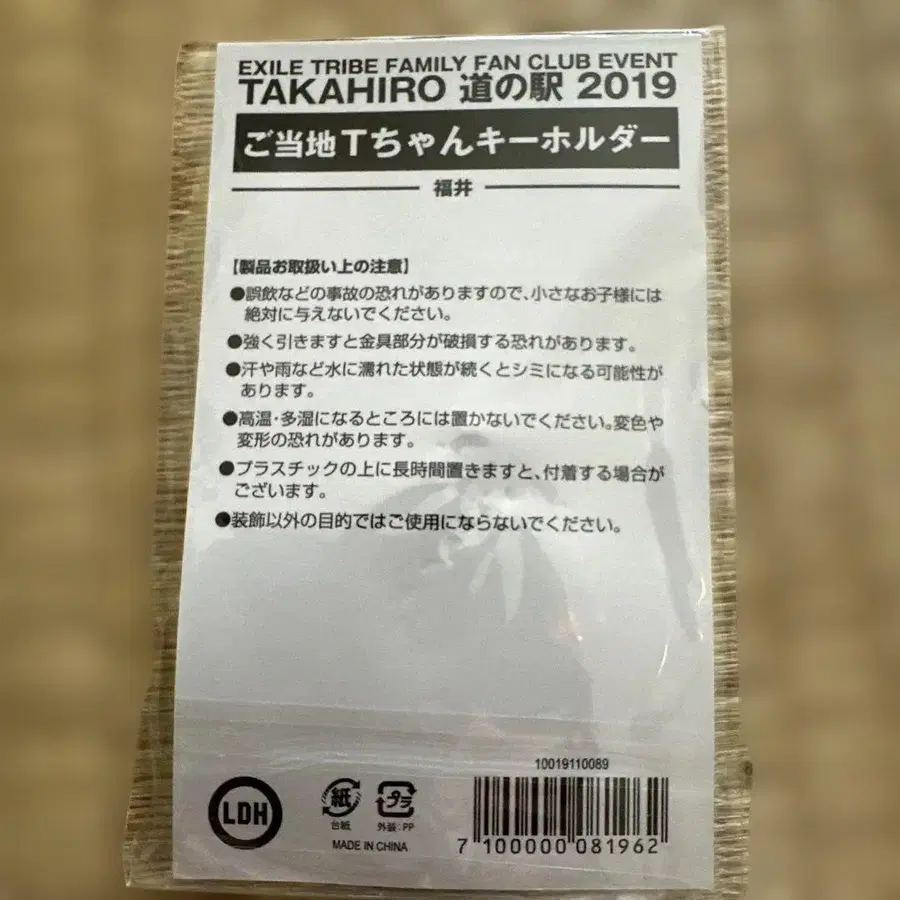 EXILE TRIBE FAMILY FAN CLUB EVENT
TAKAHIRO 道の駅 2019
ご当地Tちゃんキーホルダー
福井
【製品お取扱い上の注意】
●誤飲などの事故の恐れがありますので、小さなお子様には
絶対に与えないでください。
●強く引きますと金具部分が破損する恐れがあります。
●汗や雨など水に濡れた状態が続くとシミになる可能性が
あります。
●高温・多湿になるところには置かないでください。変色や
変形の恐れがあります。
●プラスチックの上に長時間置きますと、付着する場合が
ございます。
●装飾以外の目的ではご使用にならないでください。
10019110089
LDH
紙
プラ
台紙
外装:PP
MADE IN CHINA
7 100000 081962